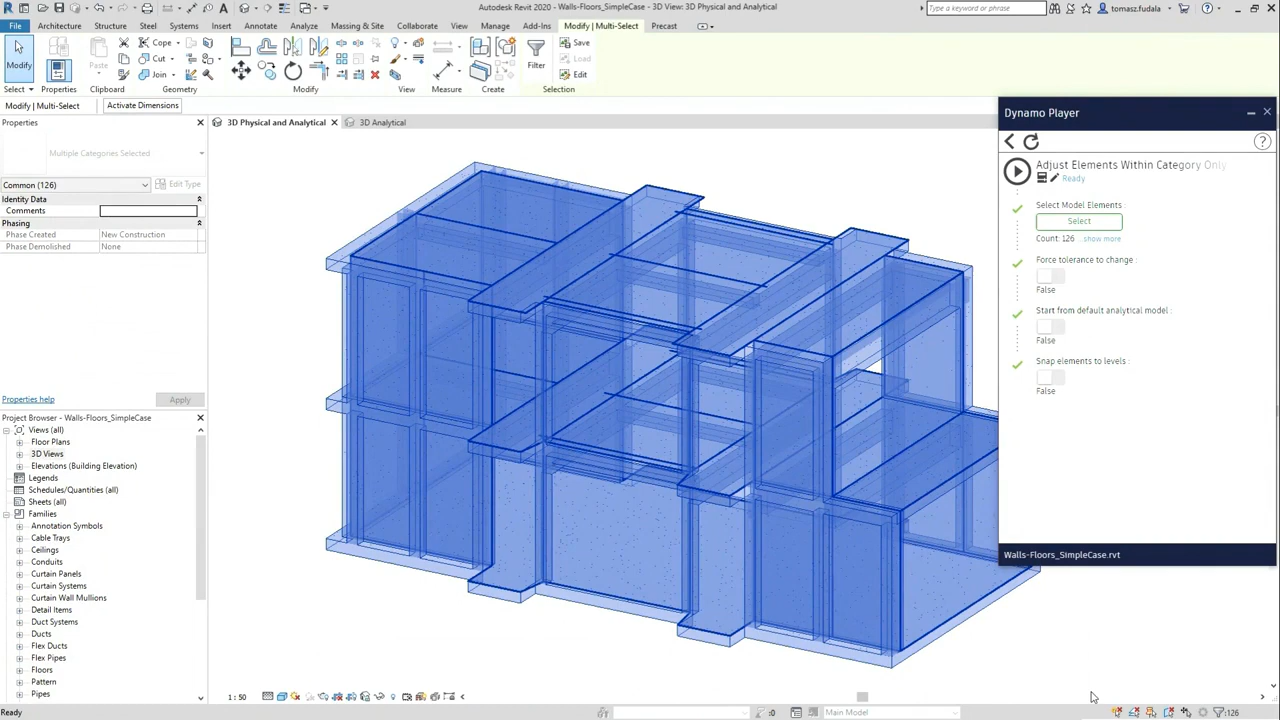 Autodesk Revit 2020 - Walls-Floors_SimpleCase - 3D View: 3D Physical and Analytical
Type a keyword or phrase
tomasz.fudala
File Architecture Structure Steel Systems Insert Annotate Analyze Massing & Site Collaborate View Manage Add-Ins Modify | Multi-Select Precast
Modify
Paste
Cope
Cut
Join
Filter
Save
Load
Edit
Select Properties Clipboard Geometry Modify View Measure Create Selection
Modify | Multi-Select Activate Dimensions
Properties
3D Physical and Analytical
3D Analytical
Multiple Categories Selected
Common (126) Edit Type
Identity Data
Comments
Phasing
Phase Created New Construction
Phase Demolished None
Properties help Apply
Project Browser - Walls-Floors_SimpleCase
Views (all)
Floor Plans
3D Views
Elevations (Building Elevation)
Legends
Schedules/Quantities (all)
Sheets (all)
Families
Annotation Symbols
Cable Trays
Ceilings
Conduits
Curtain Panels
Curtain Systems
Curtain Wall Mullions
Detail Items
Duct Systems
Ducts
Flex Ducts
Flex Pipes
Floors
Pattern
Pipes
Dynamo Player
Adjust Elements Within Category Only
Ready
Select Model Elements :
Select
Count: 126 ...show more
Force tolerance to change :
False
Start from default analytical model :
False
Snap elements to levels :
False
Walls-Floors_SimpleCase.rvt
1 : 50
Ready
:0
Main Model
:126